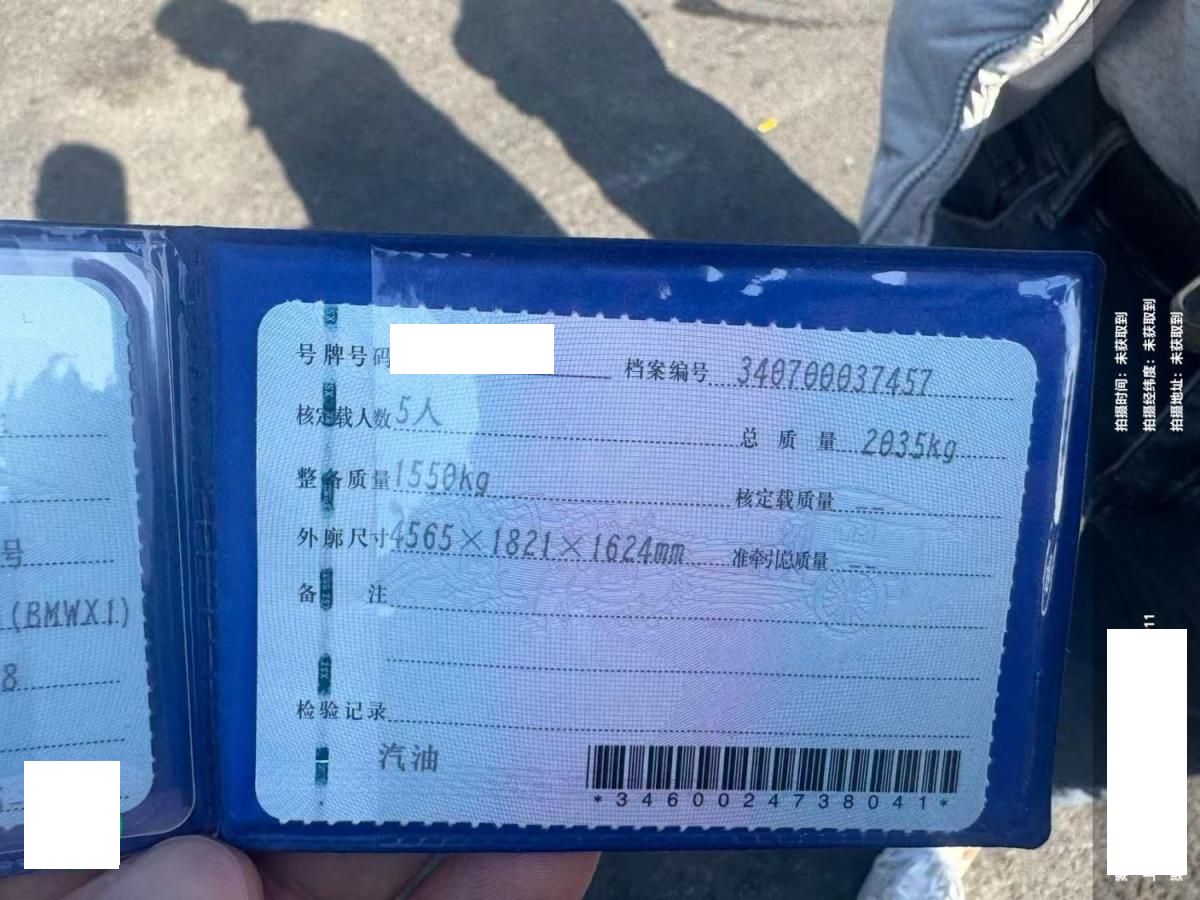 号牌号码
档案编号 340700037457
核定载人数 5人
总质量 2035kg
整备质量 1550kg
核定载质量 --
外廓尺寸 4565×1821×1624mm
准牵引总质量 --
备注
检验记录
汽油
*3460024738041*
号
(BMWX1)
8
拍摄时间：未获取到
拍摄经纬度：未获取到
拍摄地址：未获取到
11